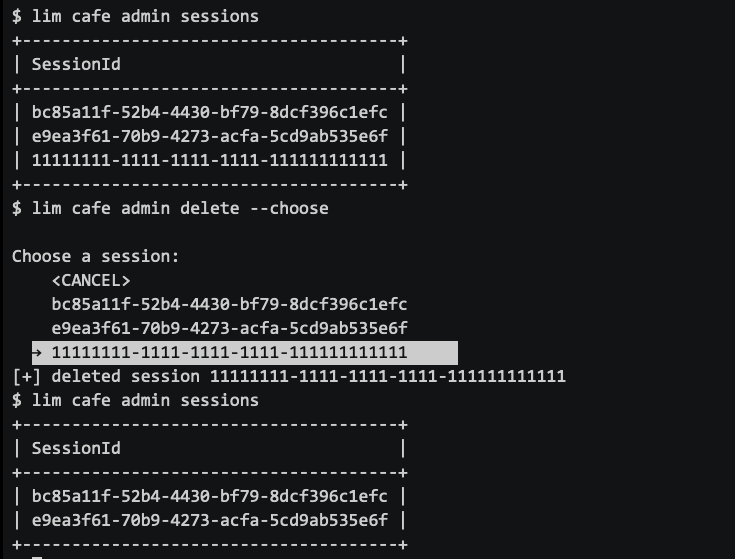 $ lim cafe admin sessions
+--------------------------------------+
| SessionId                            |
+--------------------------------------+
| bc85a11f-52b4-4430-bf79-8dcf396c1efc |
| e9ea3f61-70b9-4273-acfa-5cd9ab535e6f |
| 11111111-1111-1111-1111-111111111111 |
+--------------------------------------+
$ lim cafe admin delete --choose

Choose a session:
    <CANCEL>
    bc85a11f-52b4-4430-bf79-8dcf396c1efc
    e9ea3f61-70b9-4273-acfa-5cd9ab535e6f
  → 11111111-1111-1111-1111-111111111111
[+] deleted session 11111111-1111-1111-1111-111111111111
$ lim cafe admin sessions
+--------------------------------------+
| SessionId                            |
+--------------------------------------+
| bc85a11f-52b4-4430-bf79-8dcf396c1efc |
| e9ea3f61-70b9-4273-acfa-5cd9ab535e6f |
+--------------------------------------+